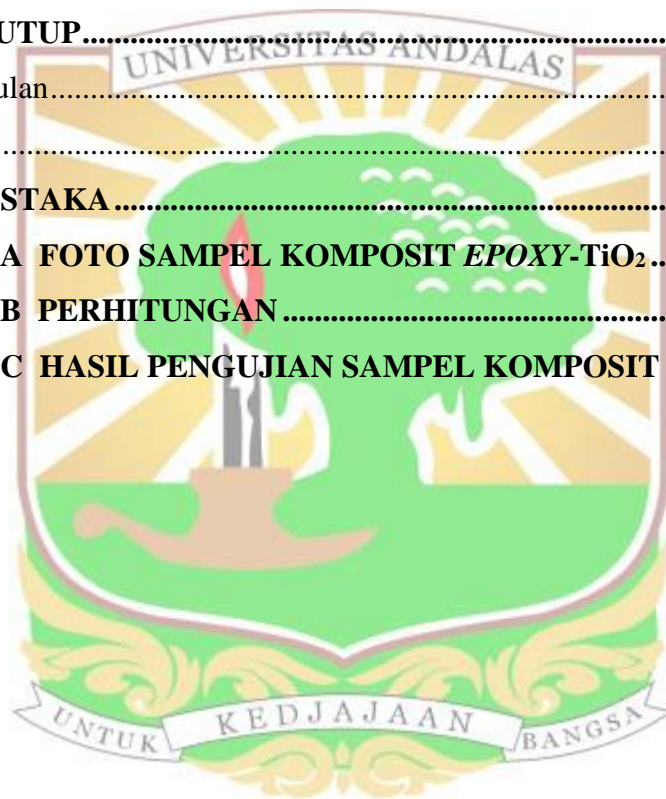 UTUP
UNIVERSITAS ANDALAS
ulan
STAKA
A FOTO SAMPEL KOMPOSIT EPOXY-TiO2
B PERHITUNGAN
C HASIL PENGUJIAN SAMPEL KOMPOSIT
UNTUK KEDJAJAAN BANGSA